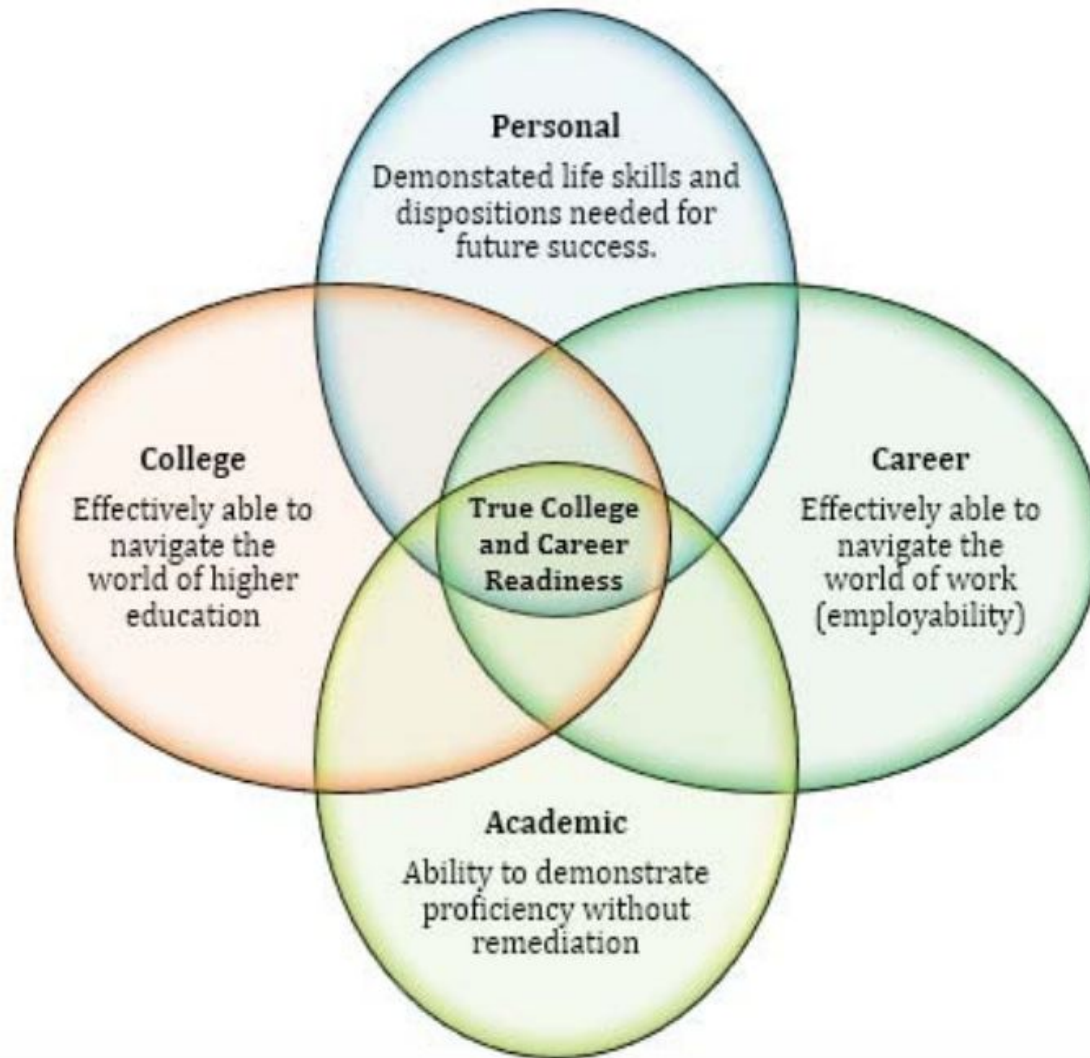 Personal
Demonstated life skills and
dispositions needed for
future success.
College
Effectively able to
navigate the
world of higher
education
True College
and Career
Readiness
Career
Effectively able to
navigate the
world of work
(employability)
Academic
Ability to demonstrate
proficiency without
remediation